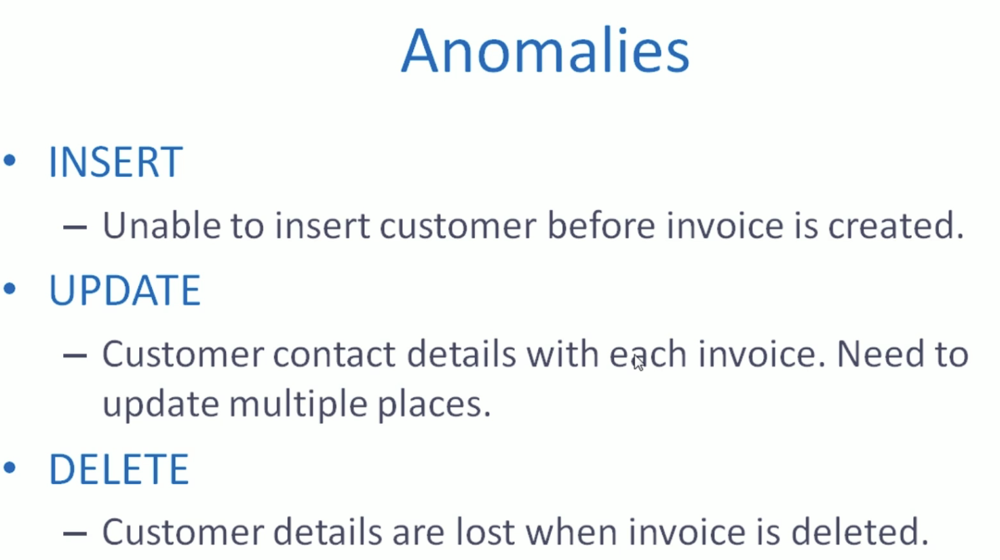 Anomalies
• INSERT
– Unable to insert customer before invoice is created.
• UPDATE
– Customer contact details with each invoice. Need to
update multiple places.
• DELETE
– Customer details are lost when invoice is deleted.